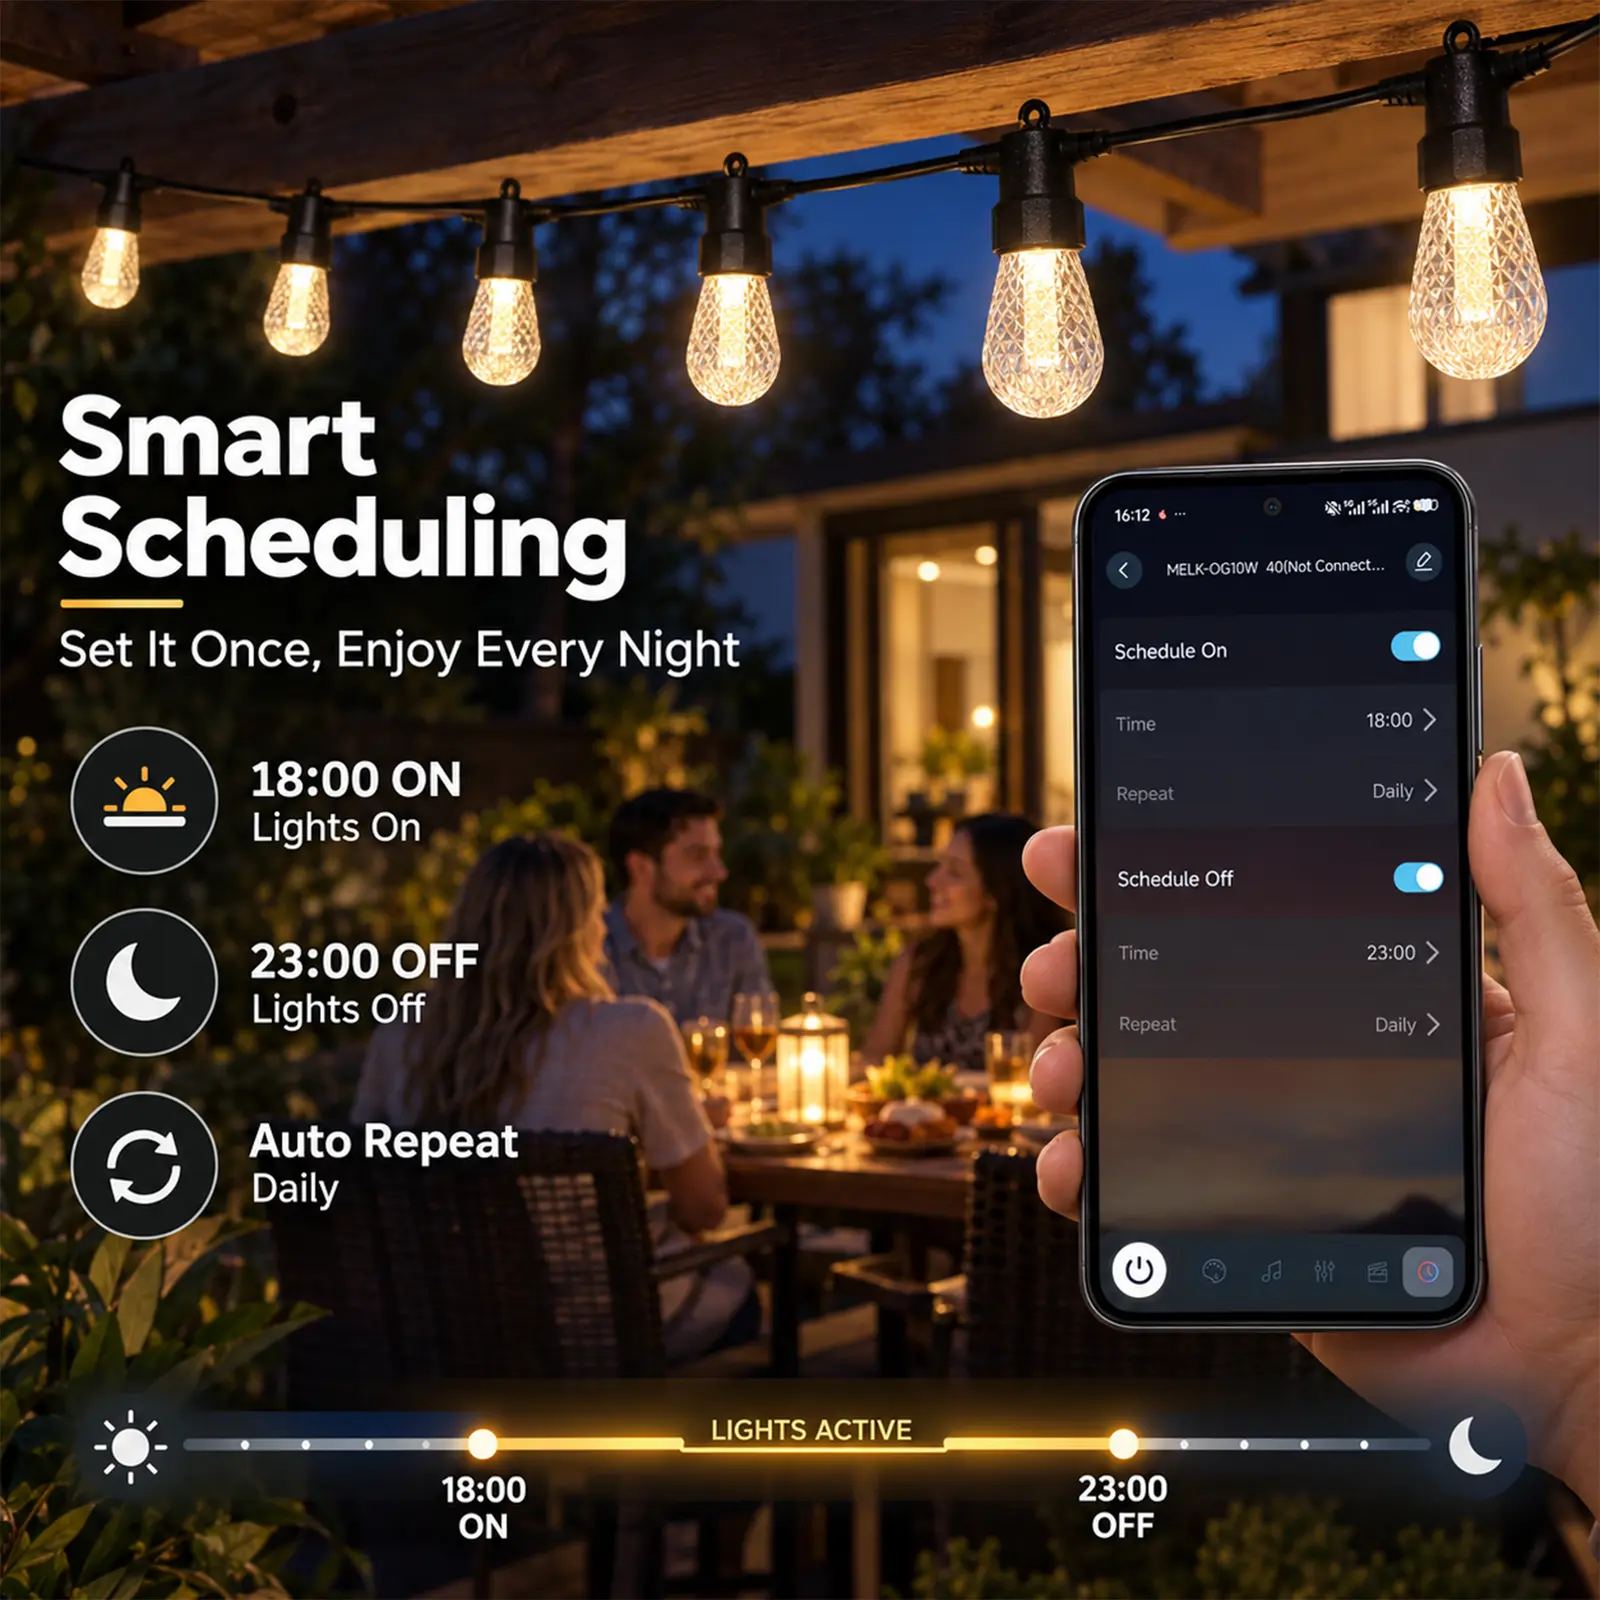 Smart
Scheduling
Set It Once, Enjoy Every Night
18:00 ON
Lights On
23:00 OFF
Lights Off
Auto Repeat
Daily
16:12 ...
MELK-OG10W 40(Not Connect...
Schedule On
Time 18:00
Repeat Daily
Schedule Off
Time 23:00
Repeat Daily
LIGHTS ACTIVE
18:00
ON
23:00
OFF